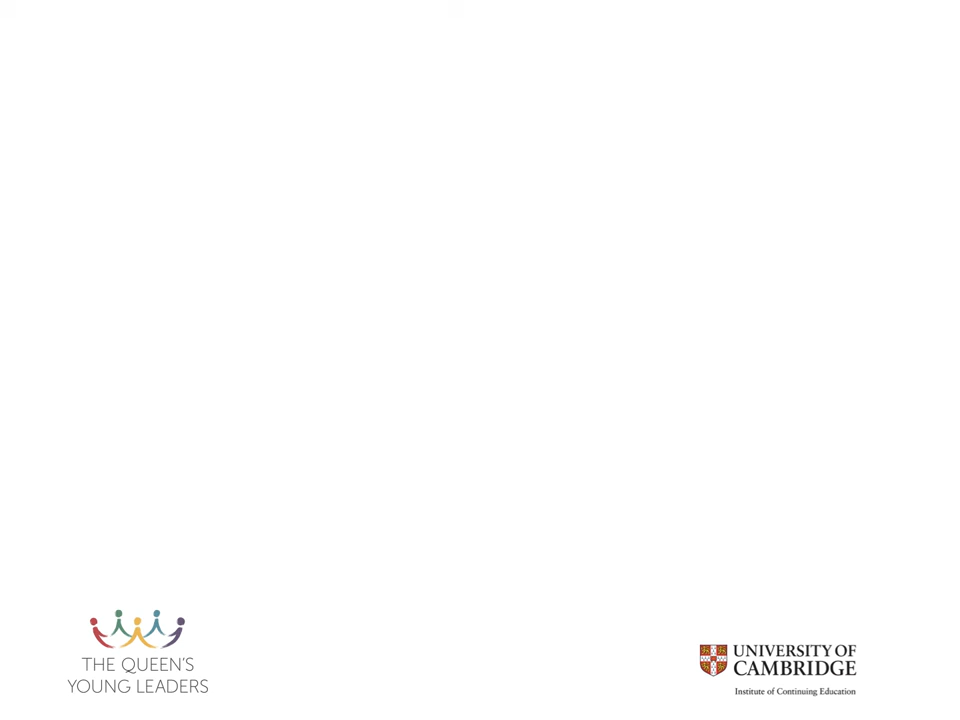 THE QUEEN'S
YOUNG LEADERS
UNIVERSITY OF
CAMBRIDGE
Institute of Continuing Education